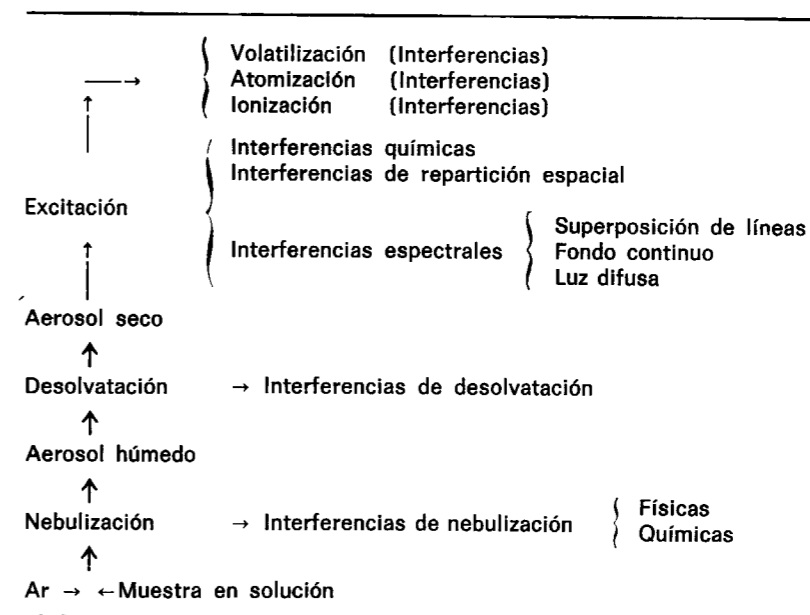 Volatilización (Interferencias)
Atomización (Interferencias)
Ionización (Interferencias)
Interferencias químicas
Interferencias de repartición espacial
Excitación
Interferencias espectrales
Superposición de líneas
Fondo continuo
Luz difusa
Aerosol seco
Desolvatación → Interferencias de desolvatación
Aerosol húmedo
Nebulización → Interferencias de nebulización
Físicas
Químicas
Ar → ←Muestra en solución